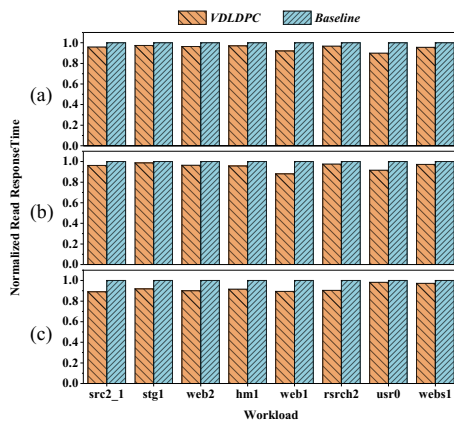 VDLDPC Baseline
Normalized Read ResponseTime
(a)
1.0
0.8
0.6
0.4
0.2
0.0
(b)
1.0
0.8
0.6
0.4
0.2
0.0
(c)
1.0
0.8
0.6
0.4
0.2
0.0
src2_1 stg1 web2 hm1 web1 rsrch2 usr0 webs1
Workload